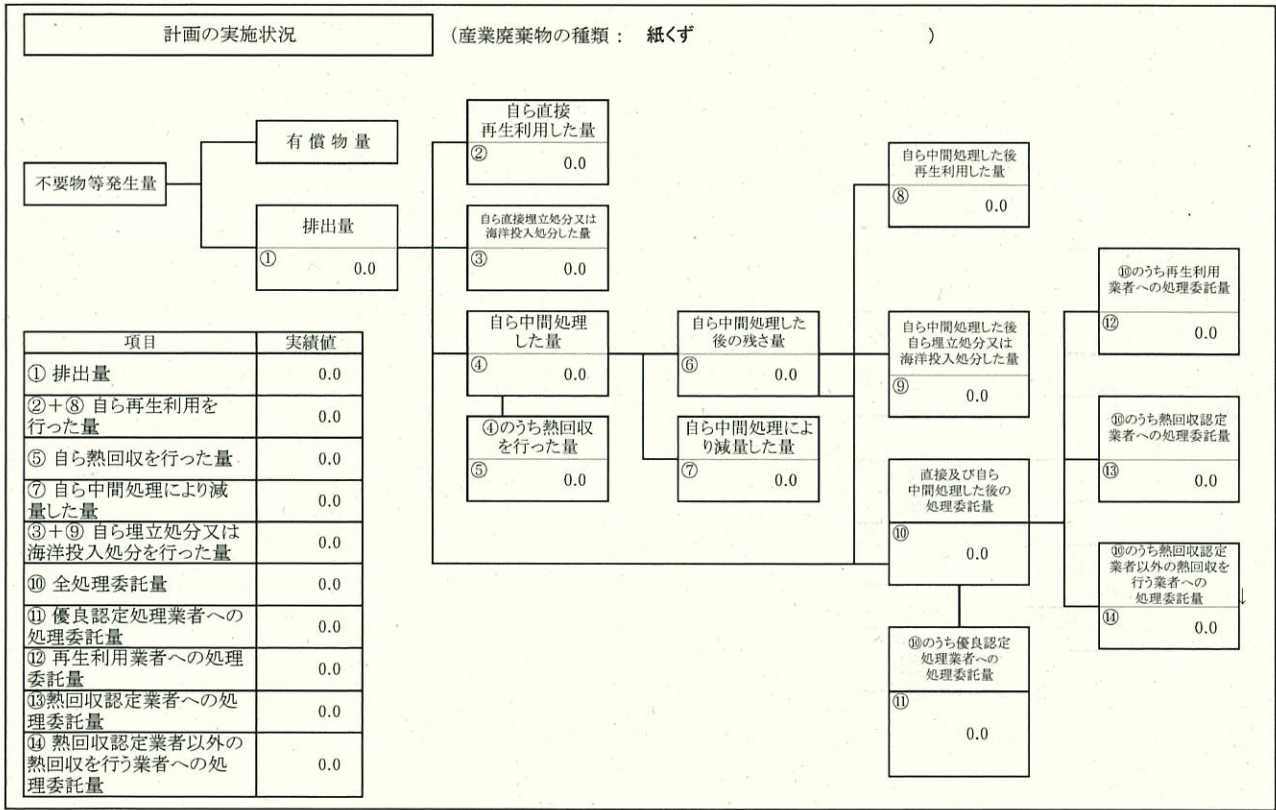 計画の実施状況
(産業廃棄物の種類: 紙くず )
不要物等発生量
有償物量
排出量
① 0.0
自ら直接
再生利用した量
② 0.0
自ら直接埋立処分又は
海洋投入処分した量
③ 0.0
自ら中間処理
した量
④ 0.0
④のうち熱回収
を行った量
⑤ 0.0
自ら中間処理した
後の残さ量
⑥ 0.0
自ら中間処理によ
り減量した量
⑦ 0.0
自ら中間処理した後
再生利用した量
⑧ 0.0
自ら中間処理した後
自ら埋立処分又は
海洋投入処分した量
⑨ 0.0
直接及び自ら
中間処理した後の
処理委託量
⑩ 0.0
⑩のうち優良認定
処理業者への
処理委託量
⑪ 0.0
⑩のうち再生利用
業者への処理委託量
⑫ 0.0
⑩のうち熱回収認定
業者への処理委託量
⑬ 0.0
⑩のうち熱回収認定
業者以外の熱回収を
行う業者への
処理委託量
⑭ 0.0
↓
項目 実績値
① 排出量 0.0
②+⑧ 自ら再生利用を
行った量 0.0
⑤ 自ら熱回収を行った量 0.0
⑦ 自ら中間処理により減
量した量 0.0
③+⑨ 自ら埋立処分又は
海洋投入処分を行った量 0.0
⑩ 全処理委託量 0.0
⑪ 優良認定処理業者への
処理委託量 0.0
⑫ 再生利用業者への処理
委託量 0.0
⑬熱回収認定業者への処
理委託量 0.0
⑭ 熱回収認定業者以外の
熱回収を行う業者への処
理委託量 0.0